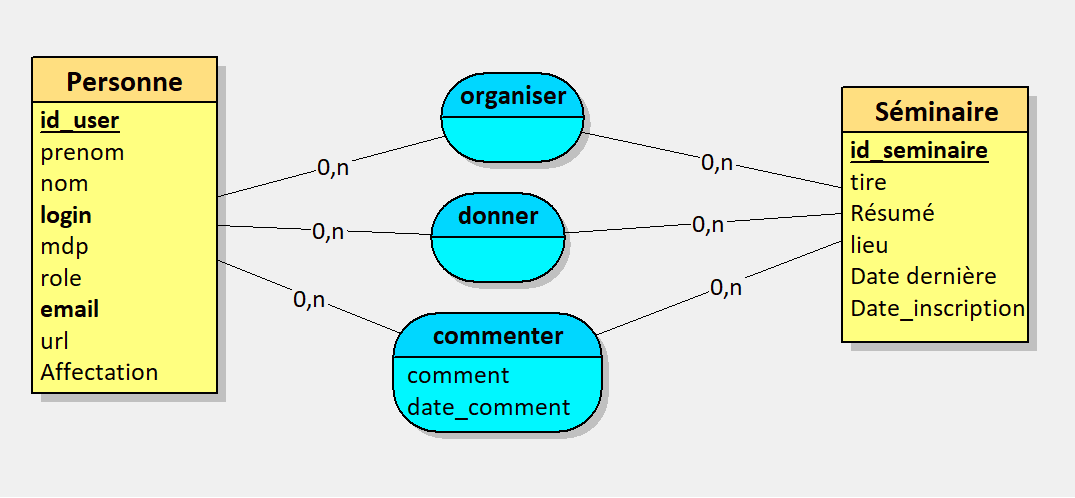 Personne
id_user
prenom
nom
login
mdp
role
email
url
Affectation
organiser
donner
commenter
comment
date_comment
0,n
0,n
0,n
0,n
0,n
0,n
Séminaire
id_seminaire
tire
Résumé
lieu
Date dernière
Date_inscription